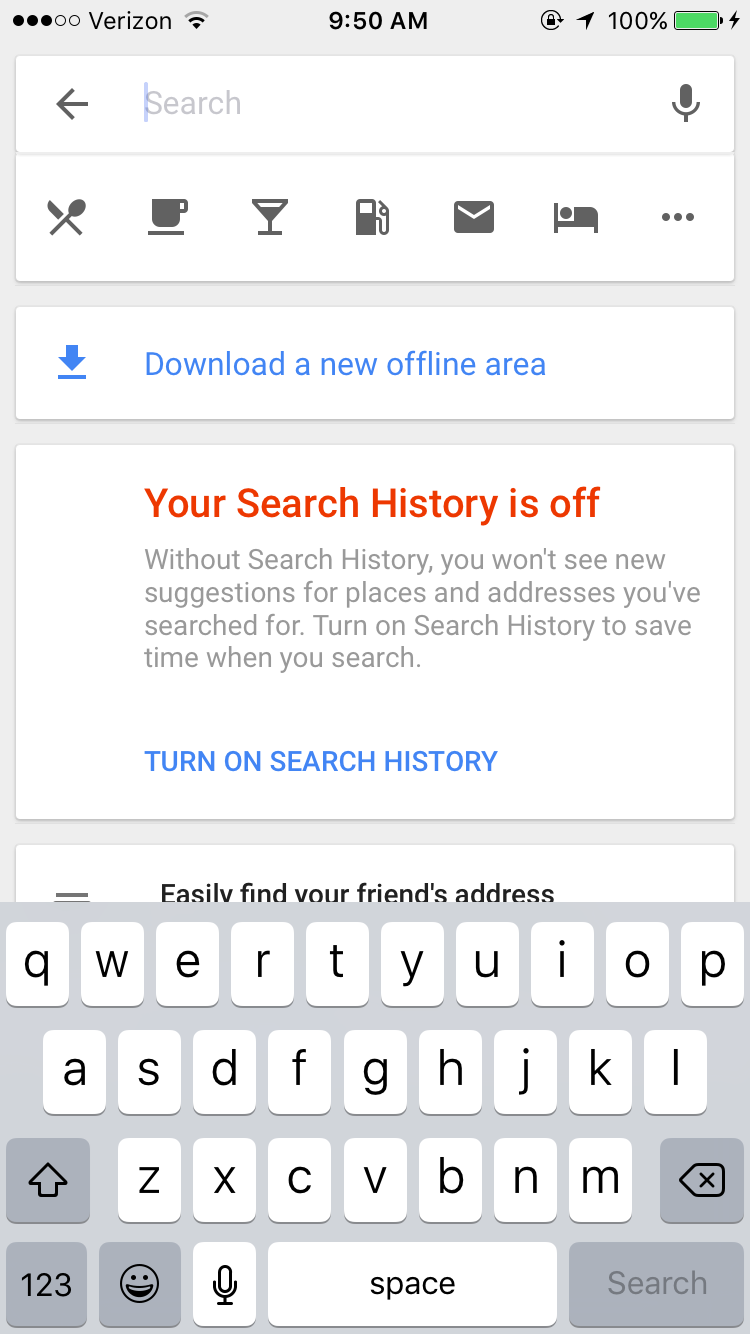 Verizon 9:50 AM 100%
Search
Download a new offline area
Your Search History is off
Without Search History, you won't see new
suggestions for places and addresses you've
searched for. Turn on Search History to save
time when you search.
TURN ON SEARCH HISTORY
Easily find your friend's address
q w e r t y u i o p
a s d f g h j k l
z x c v b n m
123 space Search